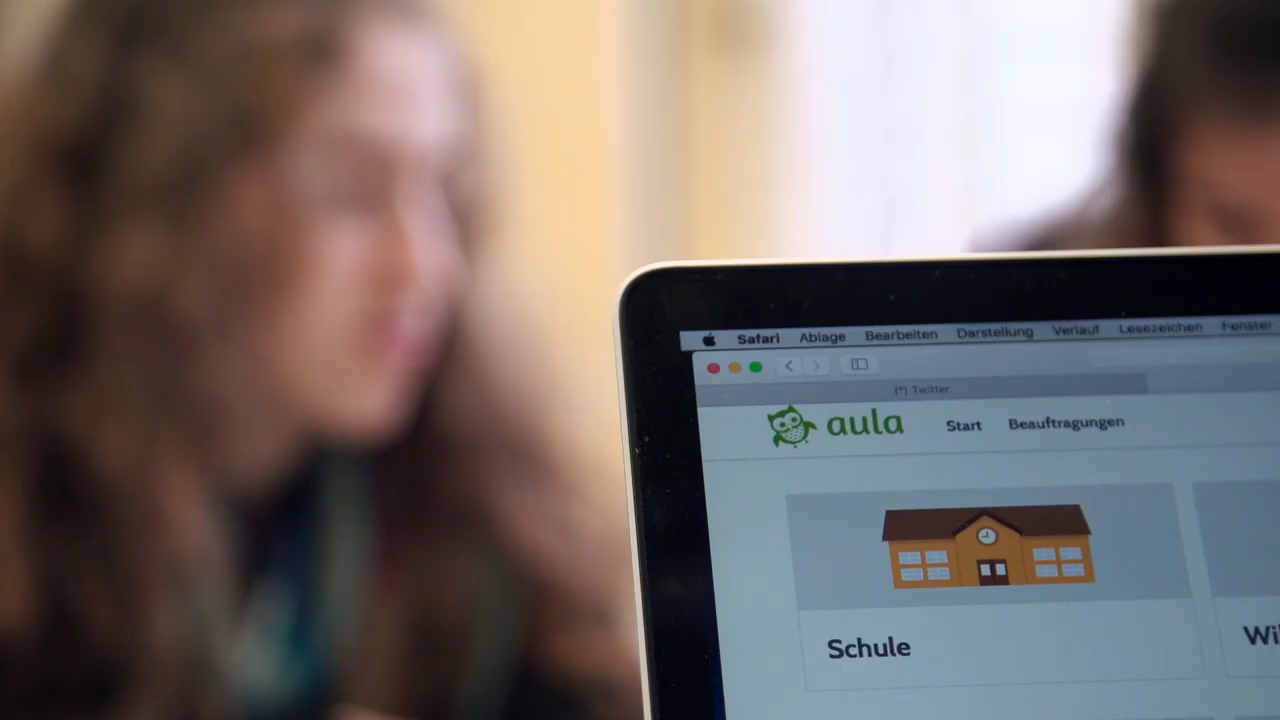 Safari Ablage Bearbeiten Darstellung Verlauf Lesezeichen Fenster
(*) Twitter
aula Start Beauftragungen
Schule